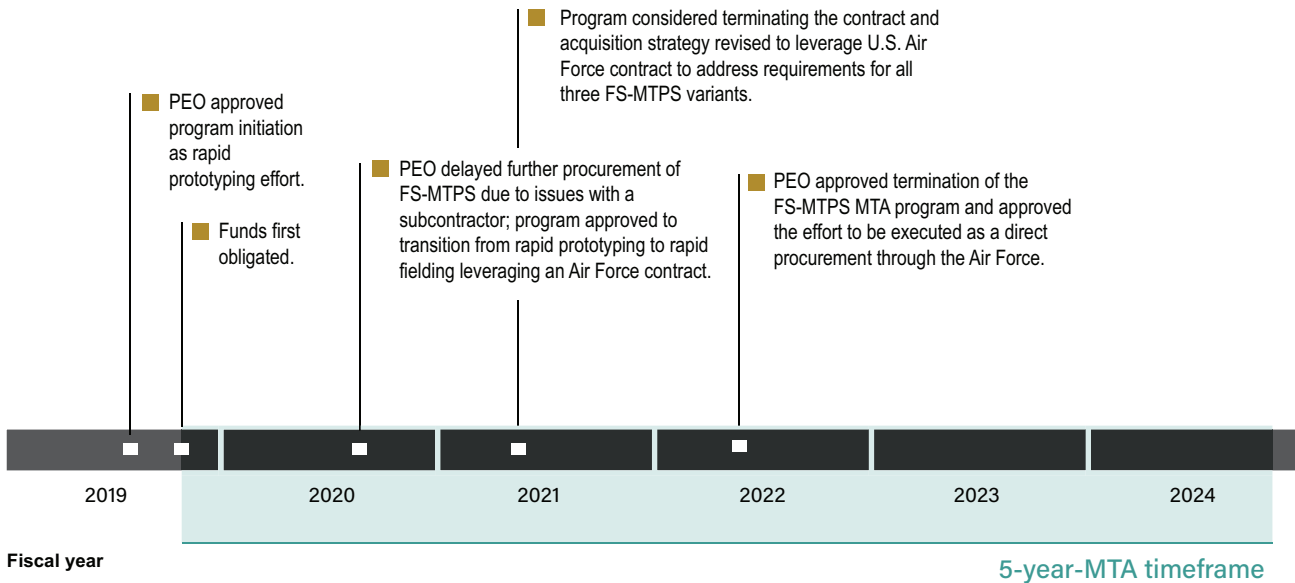 Program considered terminating the contract and
acquisition strategy revised to leverage U.S. Air
Force contract to address requirements for all
three FS-MTPS variants.
PEO approved
program initiation
as rapid
prototyping effort.
Funds first
obligated.
PEO delayed further procurement of
FS-MTPS due to issues with a
subcontractor; program approved to
transition from rapid prototyping to rapid
fielding leveraging an Air Force contract.
PEO approved termination of the
FS-MTPS MTA program and approved
the effort to be executed as a direct
procurement through the Air Force.
2019 2020 2021 2022 2023 2024
Fiscal year
5-year-MTA timeframe